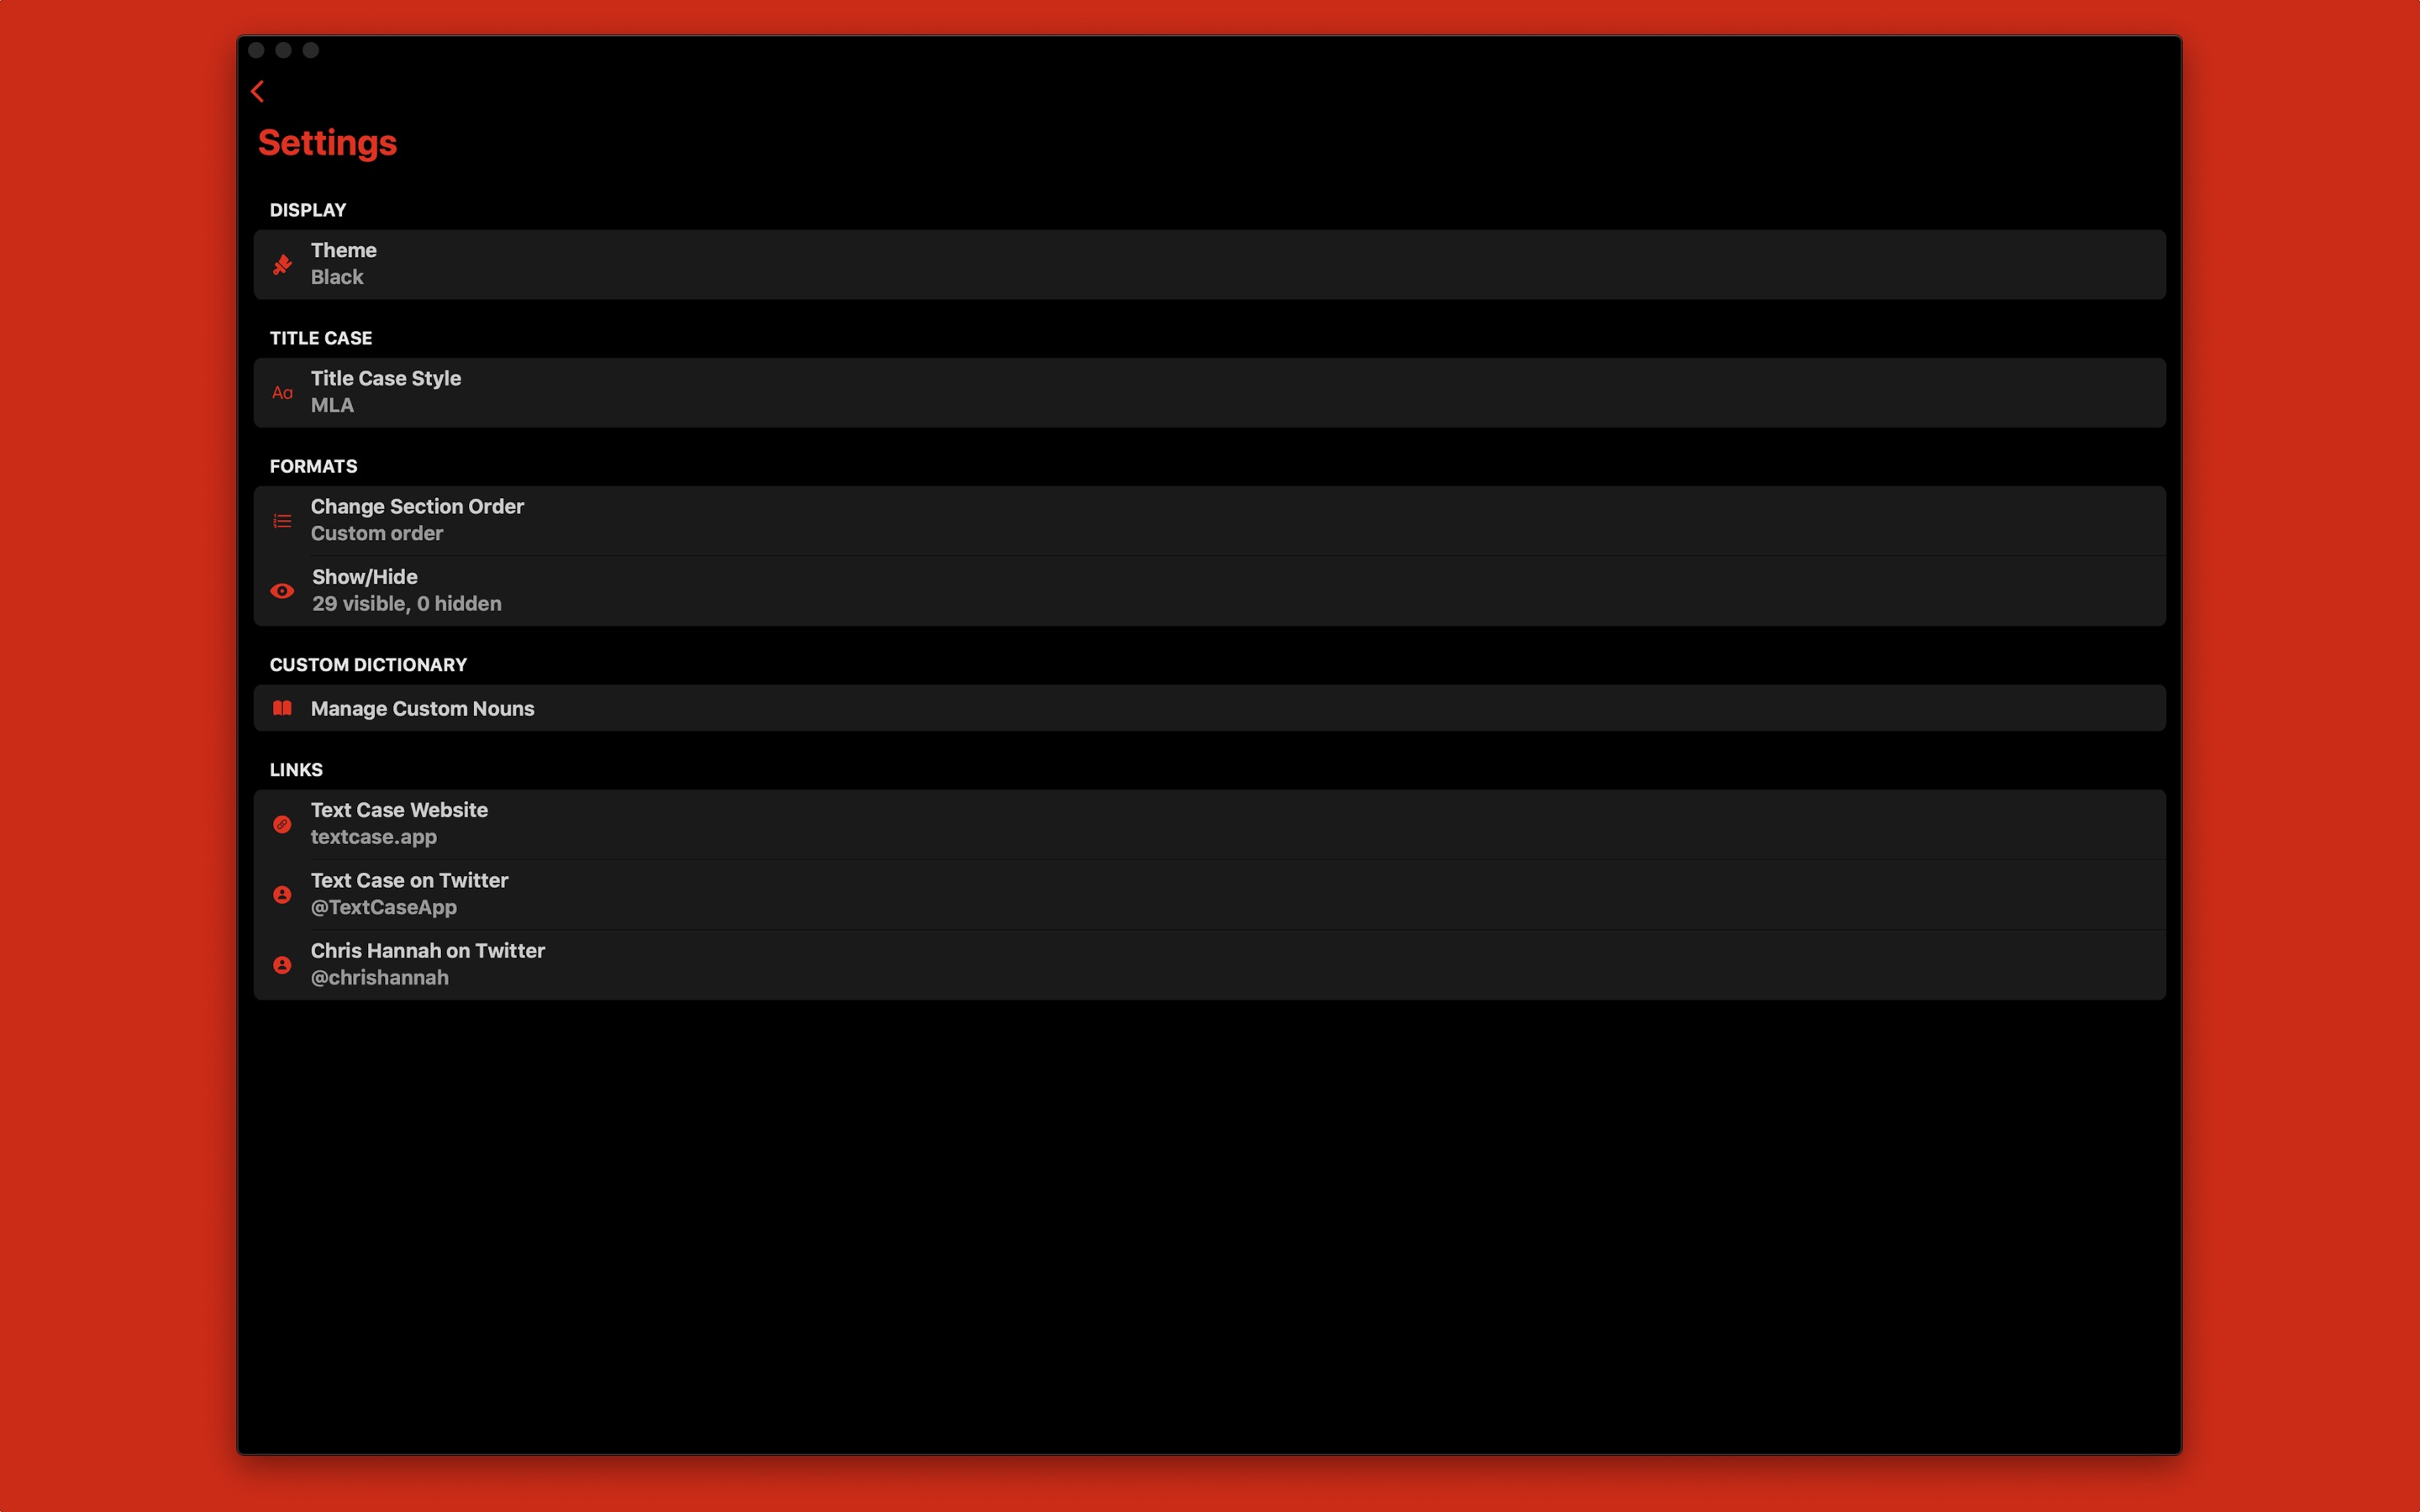 Settings
DISPLAY
Theme
Black
TITLE CASE
Aa
Title Case Style
MLA
FORMATS
Change Section Order
Custom order
Show/Hide
29 visible, 0 hidden
CUSTOM DICTIONARY
Manage Custom Nouns
LINKS
Text Case Website
textcase.app
Text Case on Twitter
@TextCaseApp
Chris Hannah on Twitter
@chrishannah